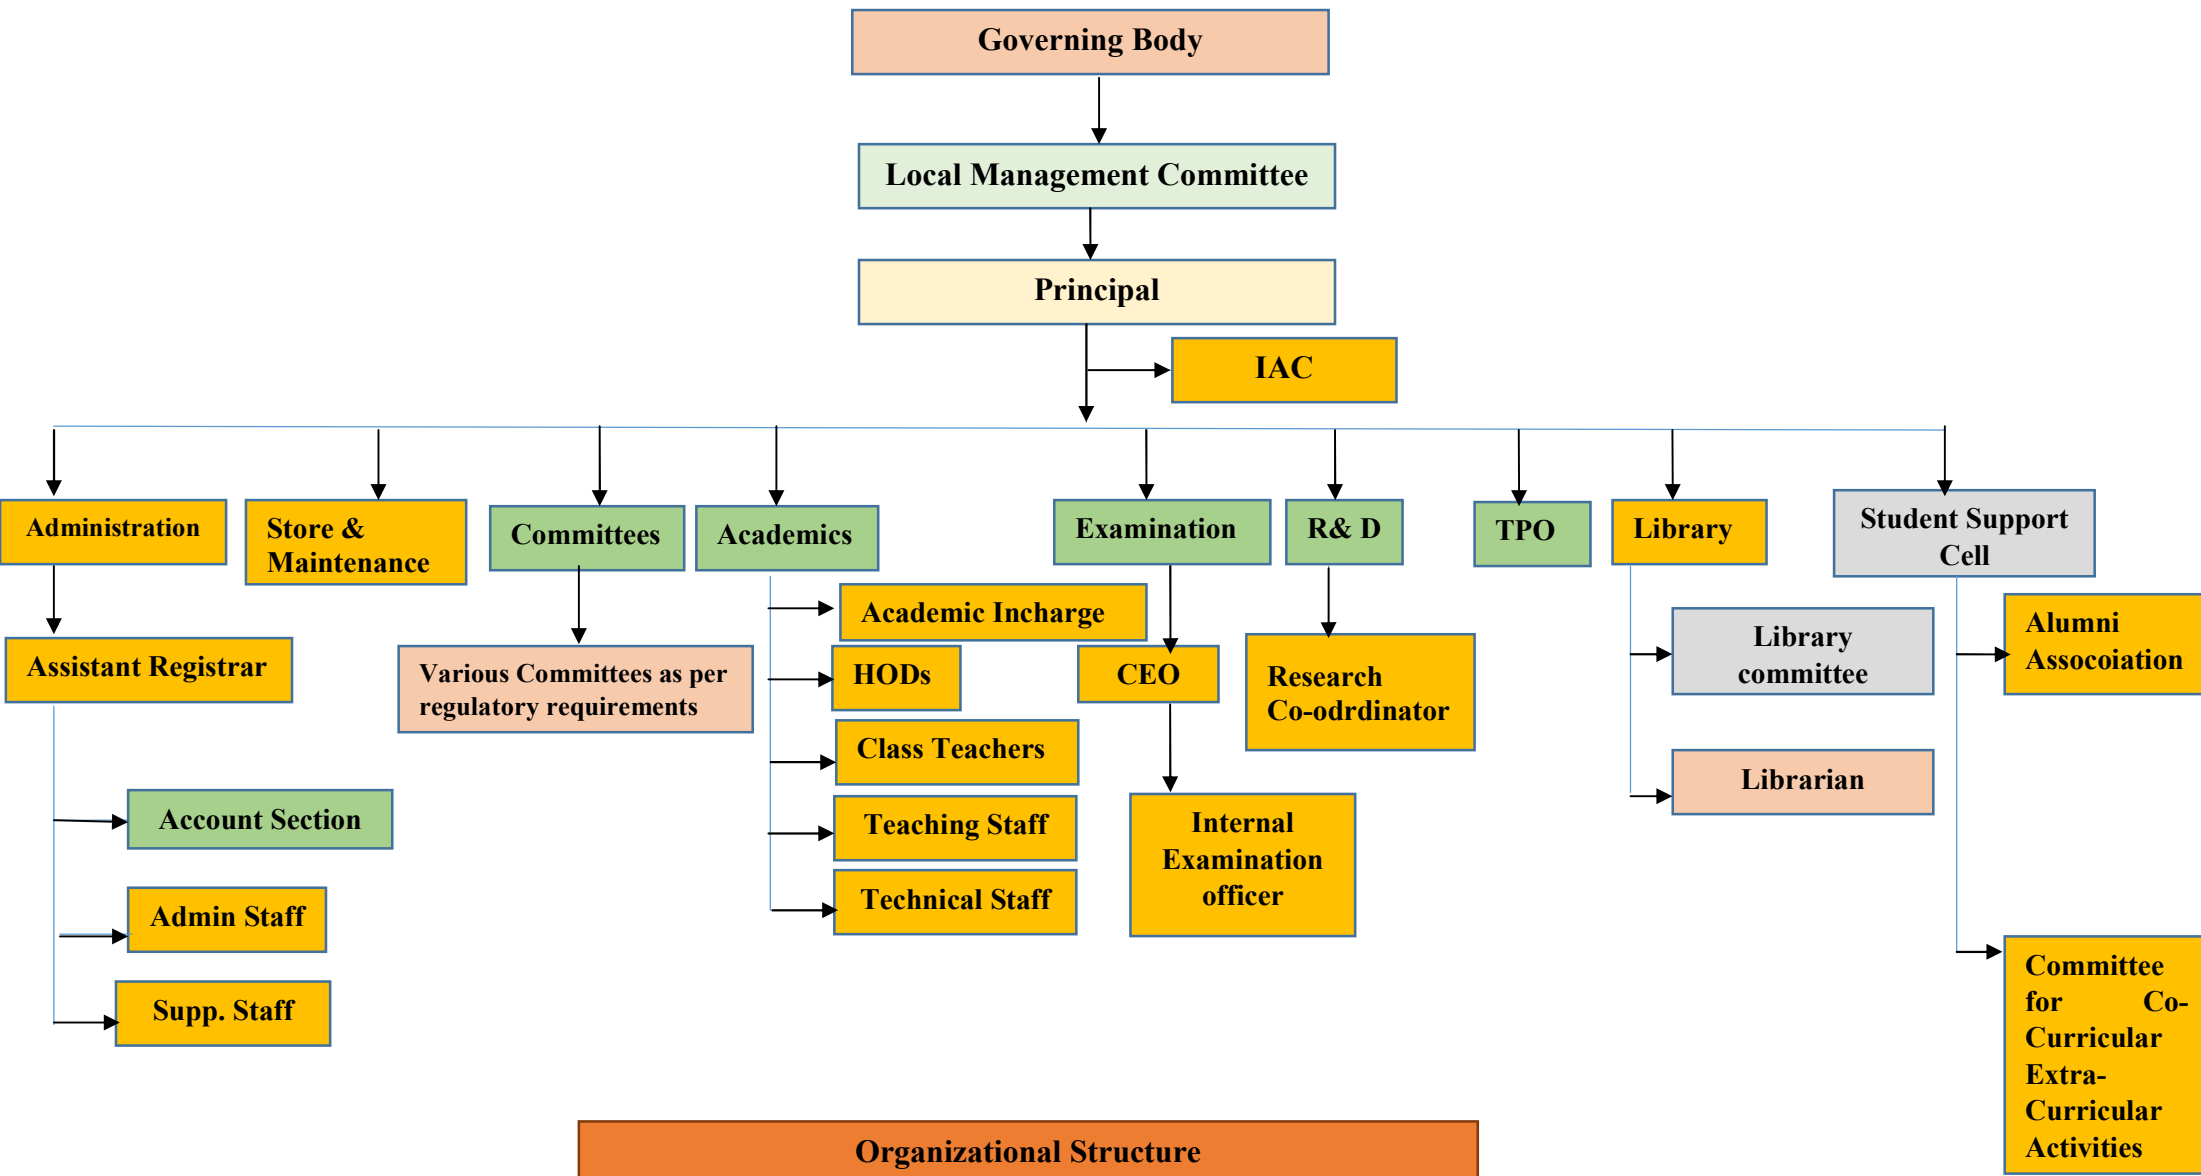 Governing Body
Local Management Committee
Principal
IAC
Administration
Store &
Maintenance
Committees
Academics
Examination
R& D
TPO
Library
Student Support
Cell
Assistant Registrar
Various Committees as per
regulatory requirements
Academic Incharge
HODs
Class Teachers
Teaching Staff
Technical Staff
CEO
Internal
Examination
officer
Research
Co-odrdinator
Library
committee
Librarian
Alumni
Assocoiation
Committee
for Co-
Curricular
Extra-
Curricular
Activities
Account Section
Admin Staff
Supp. Staff
Organizational Structure